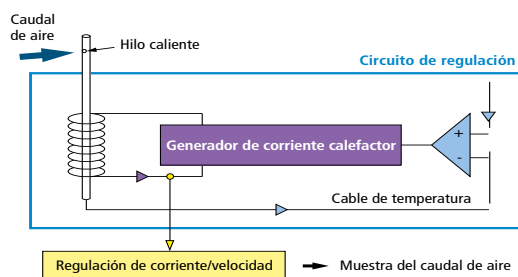 Caudal
de aire
Hilo caliente
Circuito de regulación
Generador de corriente calefactor
+
-
Cable de temperatura
Regulación de corriente/velocidad
Muestra del caudal de aire